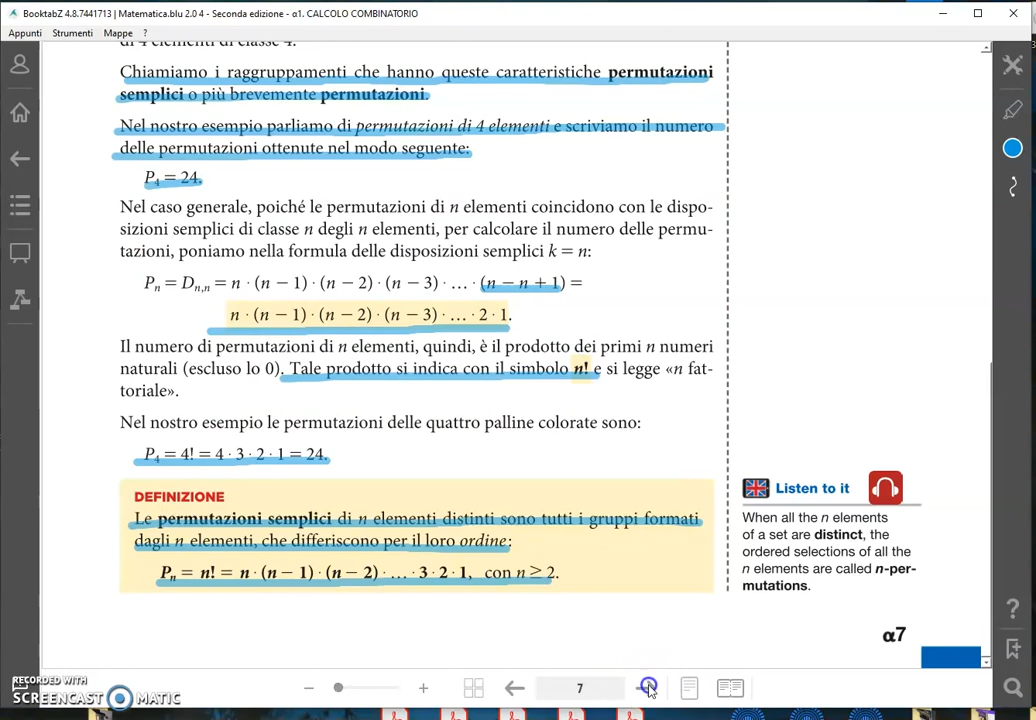 BooktabZ 4.8.7441713 | Matematica.blu 2.0 4 - Seconda edizione - α1. CALCOLO COMBINATORIO
Appunti Strumenti Mappe ?
di 4 elementi di classe 4.
Chiamiamo i raggruppamenti che hanno queste caratteristiche permutazioni
semplici o più brevemente permutazioni.
Nel nostro esempio parliamo di permutazioni di 4 elementi e scriviamo il numero
delle permutazioni ottenute nel modo seguente:
P₄ = 24.
Nel caso generale, poiché le permutazioni di n elementi coincidono con le dispo-
sizioni semplici di classe n degli n elementi, per calcolare il numero delle permu-
tazioni, poniamo nella formula delle disposizioni semplici k = n:
Pₙ = Dₙ,ₙ = n · (n − 1) · (n − 2) · (n − 3) · … · (n − n + 1) =
n · (n − 1) · (n − 2) · (n − 3) · … · 2 · 1.
Il numero di permutazioni di n elementi, quindi, è il prodotto dei primi n numeri
naturali (escluso lo 0). Tale prodotto si indica con il simbolo n! e si legge «n fat-
toriale».
Nel nostro esempio le permutazioni delle quattro palline colorate sono:
P₄ = 4! = 4 · 3 · 2 · 1 = 24.
DEFINIZIONE
Le permutazioni semplici di n elementi distinti sono tutti i gruppi formati
dagli n elementi, che differiscono per il loro ordine:
Pₙ = n! = n · (n − 1) · (n − 2) · … · 3 · 2 · 1, con n ≥ 2.
Listen to it
When all the n elements
of a set are distinct, the
ordered selections of all the
n elements are called n-per-
mutations.
α7
RECORDED WITH
SCREENCAST MATIC
7